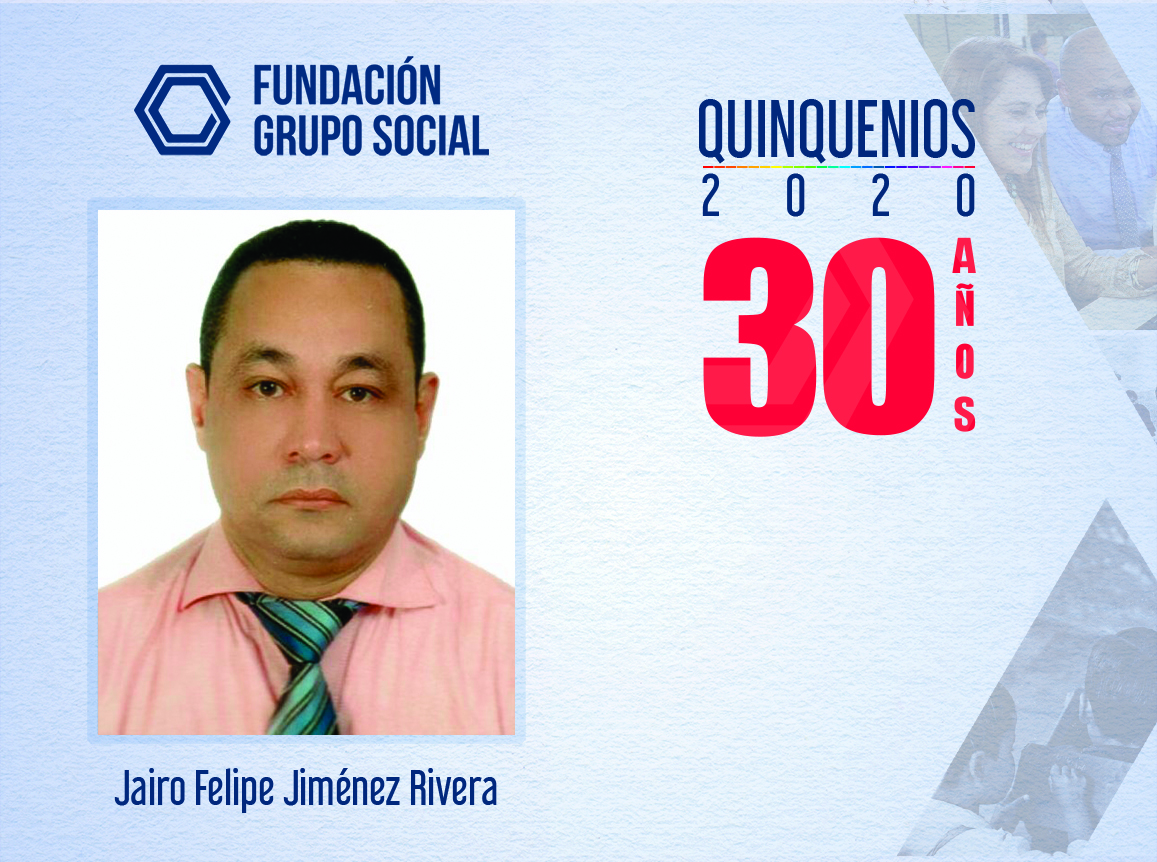 FUNDACIÓN
GRUPO SOCIAL
QUINQUENIOS
2020
30 AÑOS
Jairo Felipe Jiménez Rivera